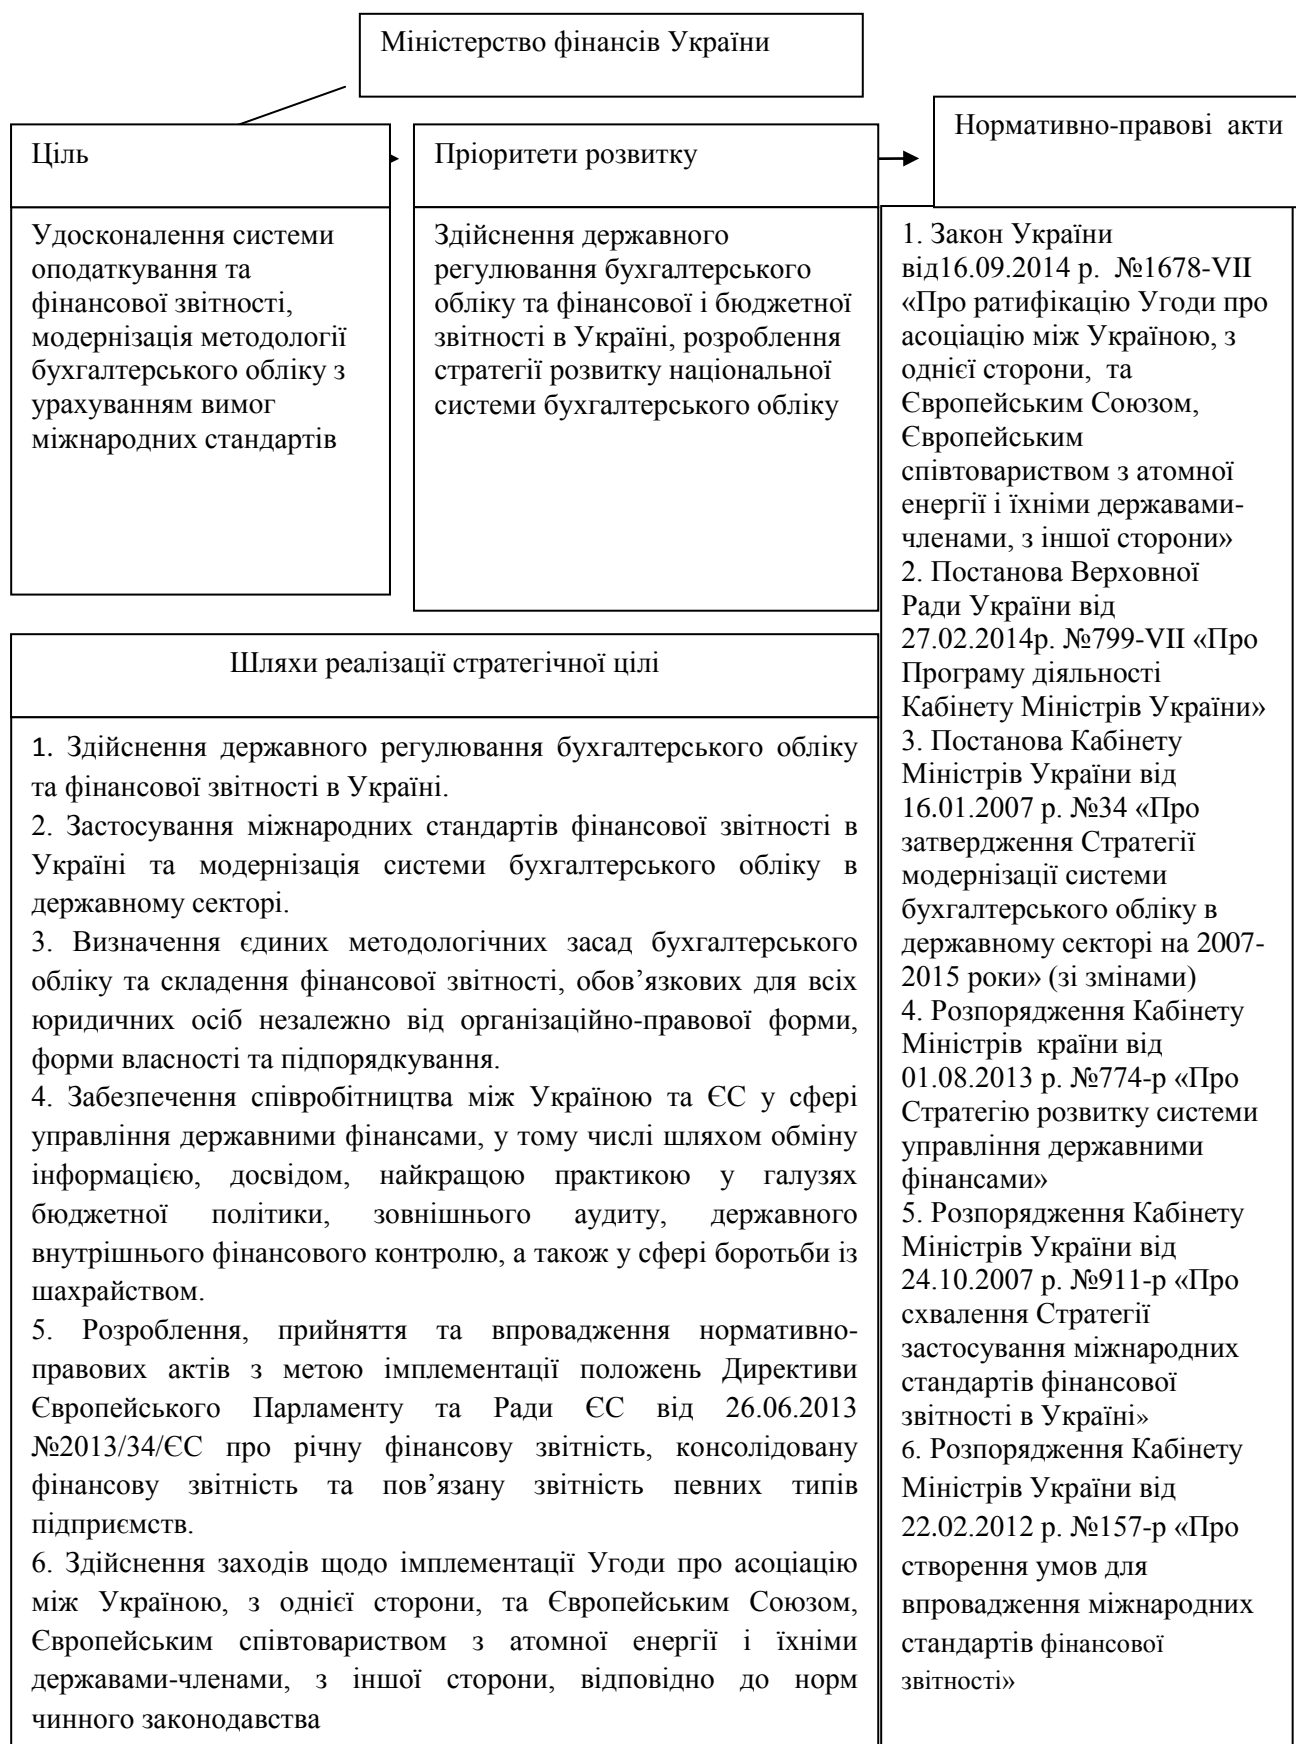 Міністерство фінансів України
Ціль
Пріоритети розвитку
Нормативно-правові акти
Удосконалення системи
оподаткування та
фінансової звітності,
модернізація методології
бухгалтерського обліку з
урахуванням вимог
міжнародних стандартів
Здійснення державного
регулювання бухгалтерського
обліку та фінансової і бюджетної
звітності в Україні, розроблення
стратегії розвитку національної
системи бухгалтерського обліку
Шляхи реалізації стратегічної цілі
1. Здійснення державного регулювання бухгалтерського обліку
та фінансової звітності в Україні.
2. Застосування міжнародних стандартів фінансової звітності в
Україні та модернізація системи бухгалтерського обліку в
державному секторі.
3. Визначення єдиних методологічних засад бухгалтерського
обліку та складення фінансової звітності, обов’язкових для всіх
юридичних осіб незалежно від організаційно-правової форми,
форми власності та підпорядкування.
4. Забезпечення співробітництва між Україною та ЄС у сфері
управління державними фінансами, у тому числі шляхом обміну
інформацією, досвідом, найкращою практикою у галузях
бюджетної політики, зовнішнього аудиту, державного
внутрішнього фінансового контролю, а також у сфері боротьби із
шахрайством.
5. Розроблення, прийняття та впровадження нормативно-
правових актів з метою імплементації положень Директиви
Європейського Парламенту та Ради ЄС від 26.06.2013
№2013/34/ЄС про річну фінансову звітність, консолідовану
фінансову звітність та пов’язану звітність певних типів
підприємств.
6. Здійснення заходів щодо імплементації Угоди про асоціацію
між Україною, з однієї сторони, та Європейським Союзом,
Європейським співтовариством з атомної енергії і їхніми
державами-членами, з іншої сторони, відповідно до норм
чинного законодавства
1. Закон України
від16.09.2014 р. №1678-VII
«Про ратифікацію Угоди про
асоціацію між Україною, з
однієї сторони, та
Європейським Союзом,
Європейським
співтовариством з атомної
енергії і їхніми державами-
членами, з іншої сторони»
2. Постанова Верховної
Ради України від
27.02.2014р. №799-VII «Про
Програму діяльності
Кабінету Міністрів України»
3. Постанова Кабінету
Міністрів України від
16.01.2007 р. №34 «Про
затвердження Стратегії
модернізації системи
бухгалтерського обліку в
державному секторі на 2007-
2015 роки» (зі змінами)
4. Розпорядження Кабінету
Міністрів країни від
01.08.2013 р. №774-р «Про
Стратегію розвитку системи
управління державними
фінансами»
5. Розпорядження Кабінету
Міністрів України від
24.10.2007 р. №911-р «Про
схвалення Стратегії
застосування міжнародних
стандартів фінансової
звітності в Україні»
6. Розпорядження Кабінету
Міністрів України від
22.02.2012 р. №157-р «Про
створення умов для
впровадження міжнародних
стандартів фінансової
звітності»